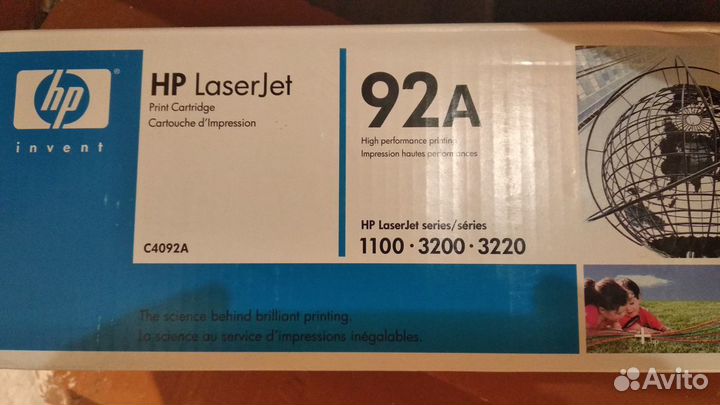 hp
invent
HP LaserJet
Print Cartridge
Cartouche d'Impression
C4092A
92A
High performance printing
Impression hautes performances
HP LaserJet series/séries
1100 · 3200 · 3220
The science behind brilliant printing.
La science au service d'impressions inégalables.
Avito